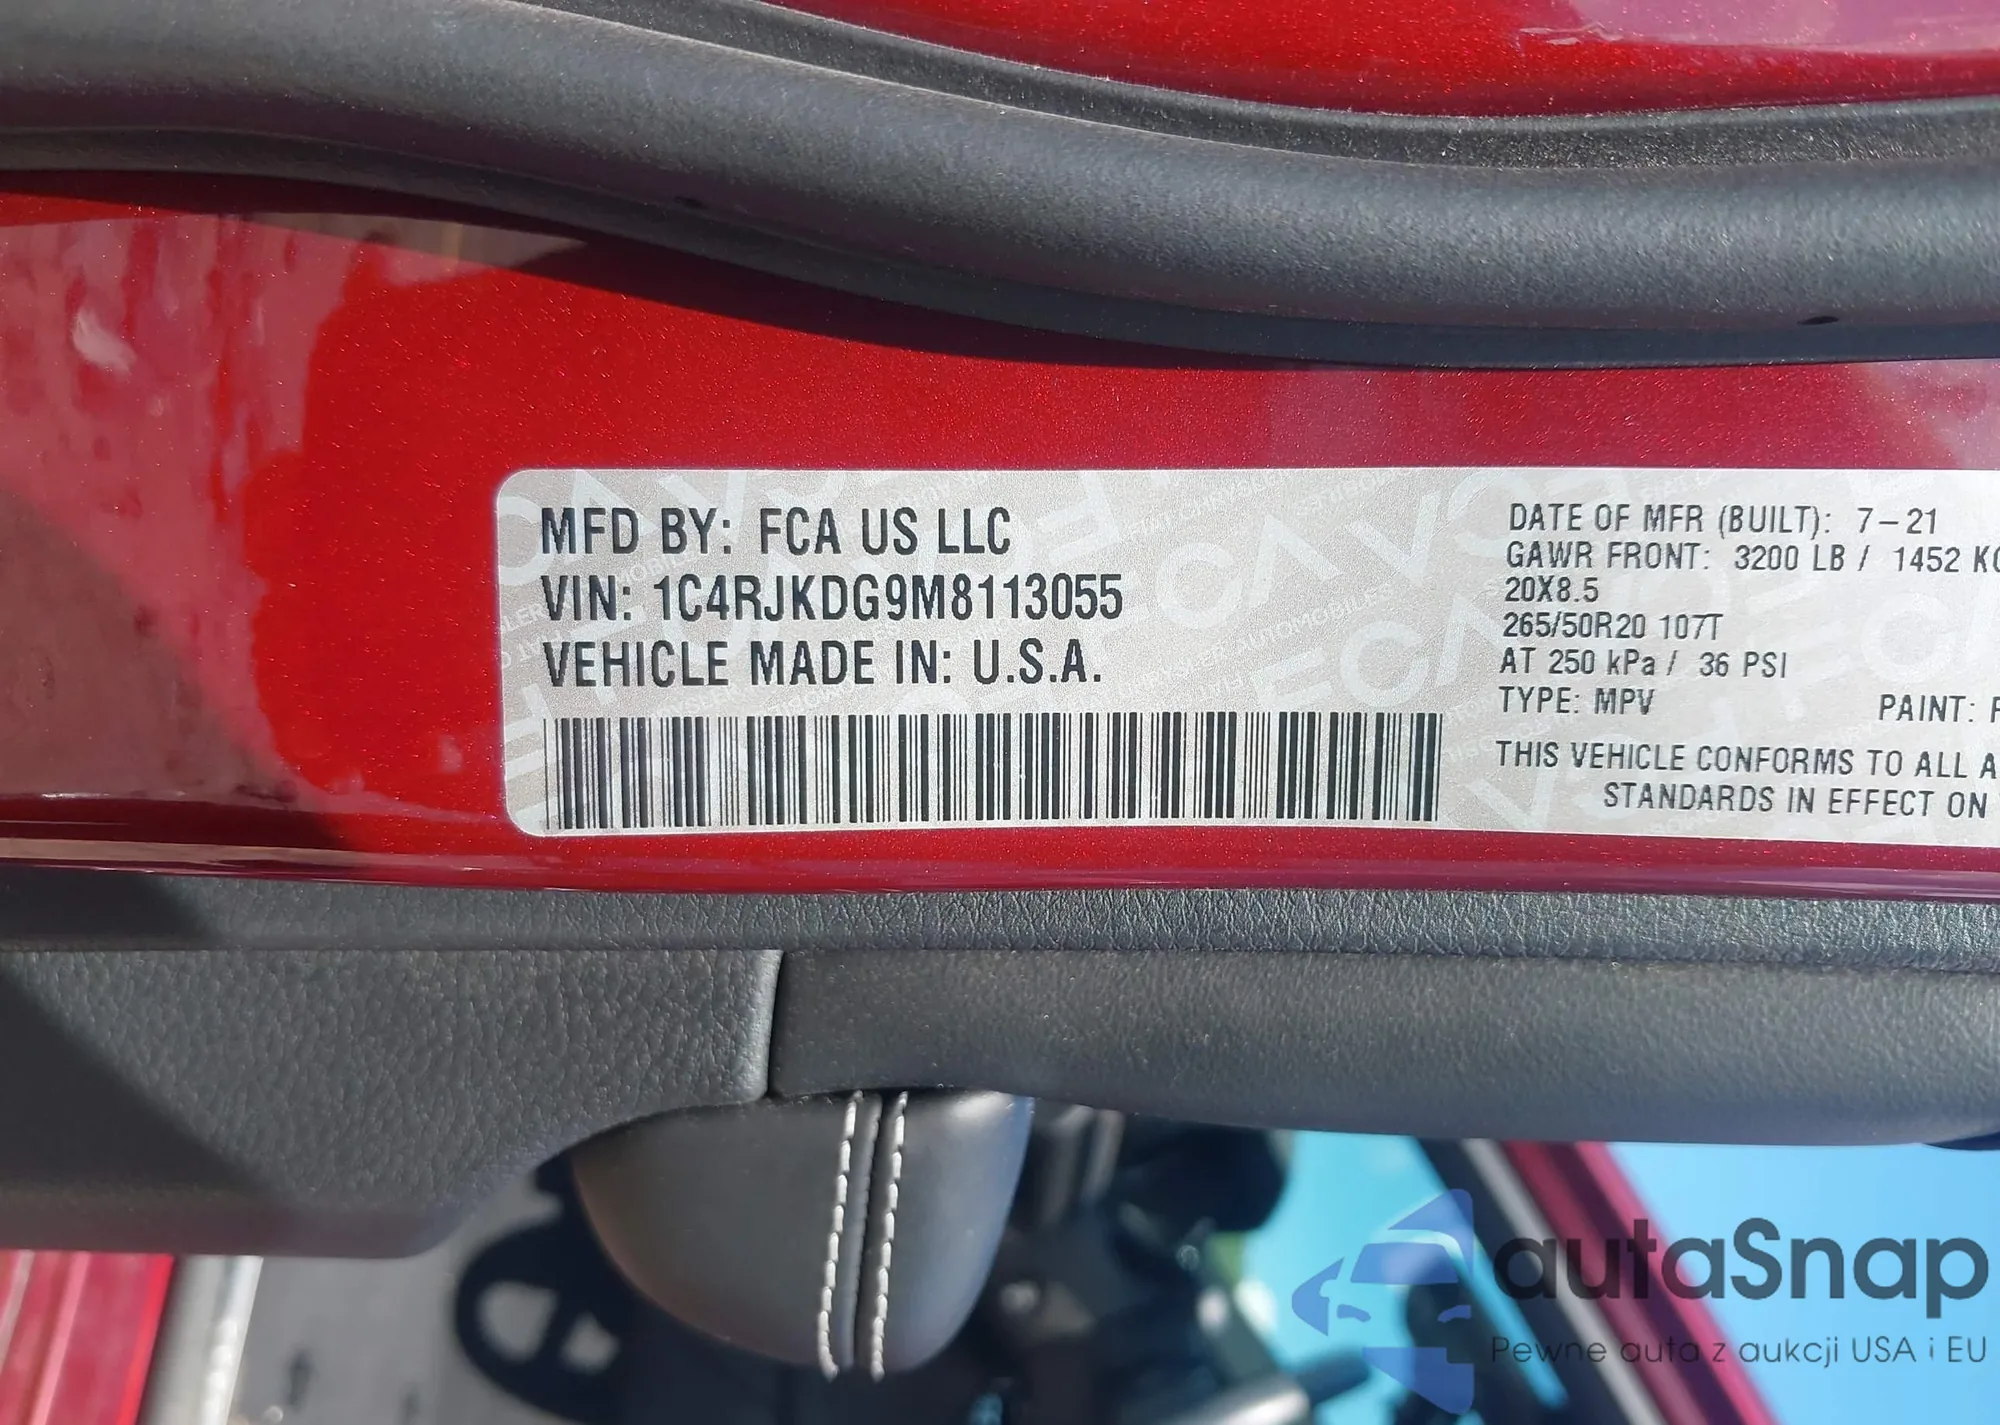 MFD BY: FCA US LLC
VIN: 1C4RJKDG9M8113055
VEHICLE MADE IN: U.S.A.
DATE OF MFR (BUILT): 7-21
GAWR FRONT: 3200 LB / 1452 KG
20X8.5
265/50R20 107T
AT 250 kPa / 36 PSI
TYPE: MPV PAINT:
THIS VEHICLE CONFORMS TO ALL A
STANDARDS IN EFFECT ON
autaSnap
Pewne auta z aukcji USA i EU